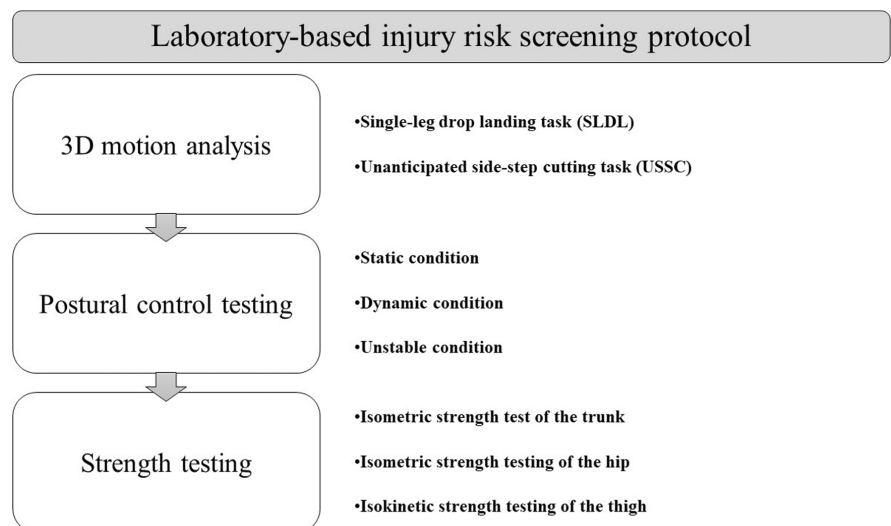 Laboratory-based injury risk screening protocol
3D motion analysis
•Single-leg drop landing task (SLDL)
•Unanticipated side-step cutting task (USSC)
Postural control testing
•Static condition
•Dynamic condition
•Unstable condition
Strength testing
•Isometric strength test of the trunk
•Isometric strength testing of the hip
•Isokinetic strength testing of the thigh